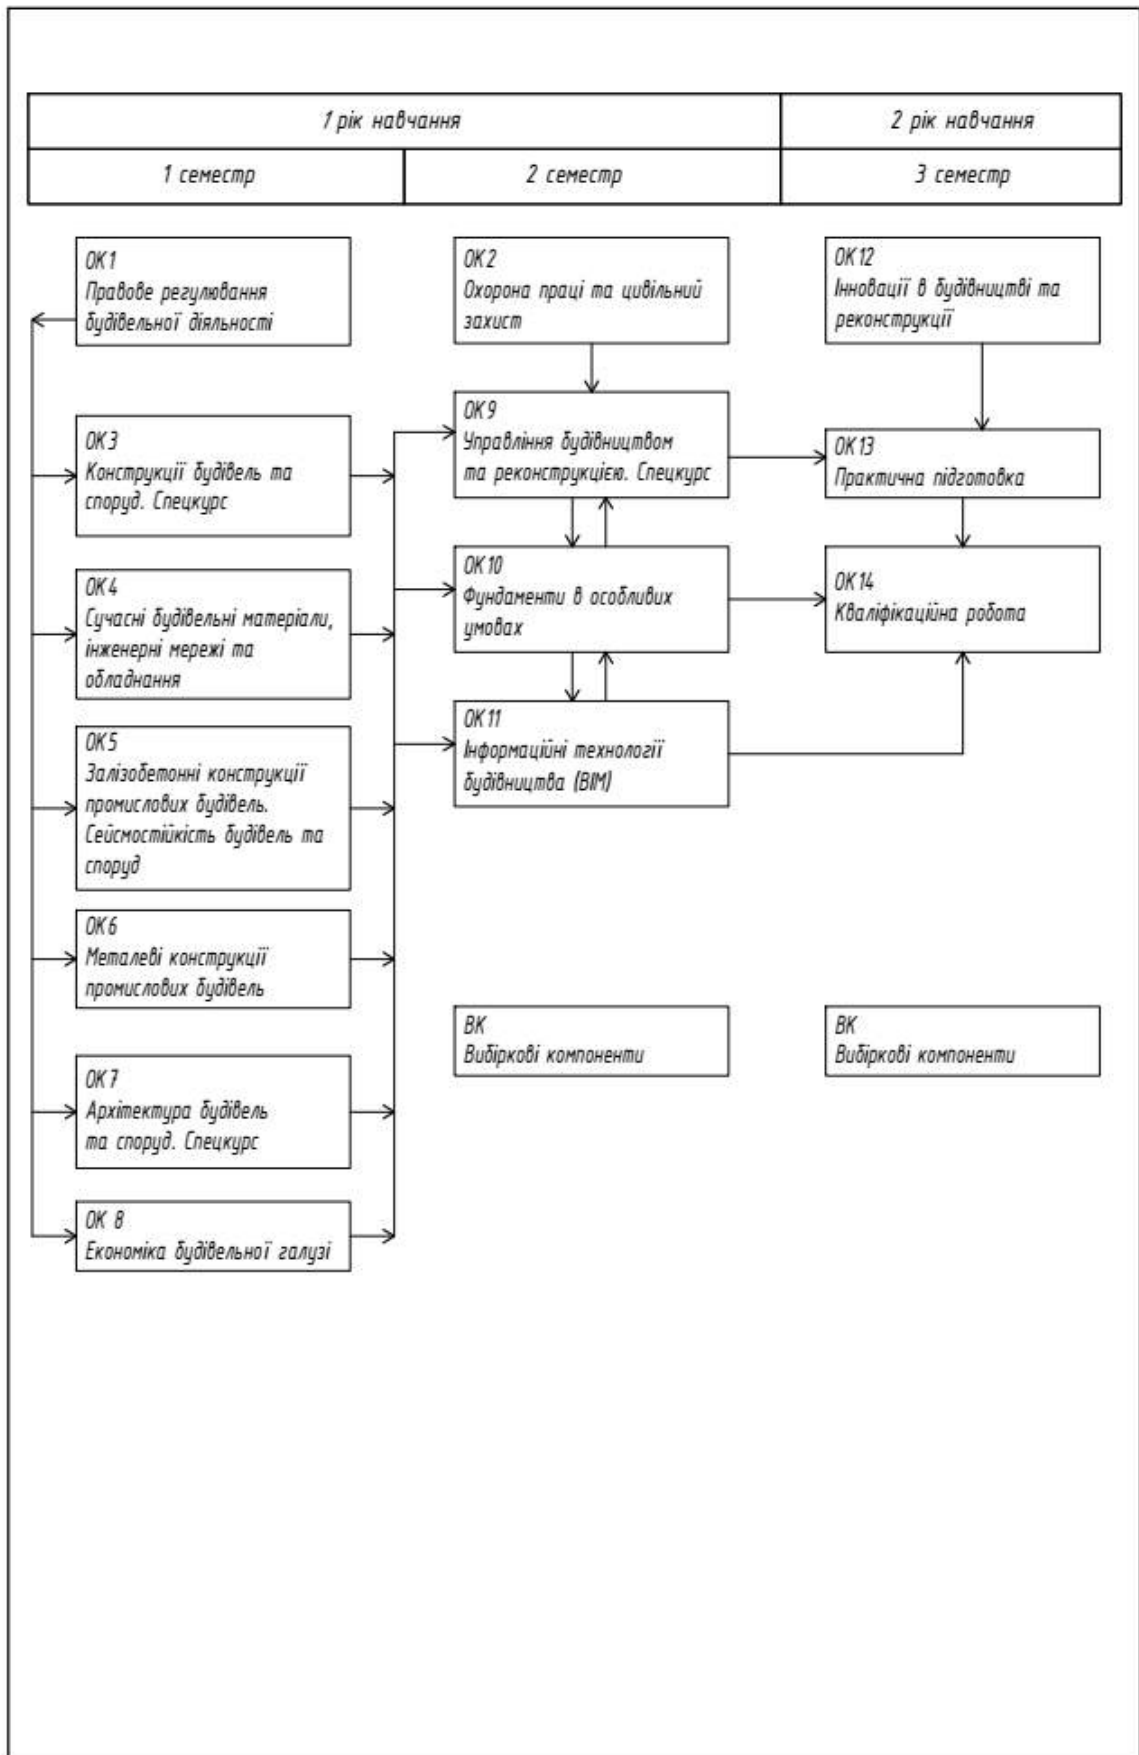 1 рік навчання
2 рік навчання
1 семестр
2 семестр
3 семестр
ОК1
Правове регулювання
будівельної діяльності
ОК3
Конструкції будівель та
споруд. Спецкурс
ОК4
Сучасні будівельні матеріали,
інженерні мережі та
обладнання
ОК5
Залізобетонні конструкції
промислових будівель.
Сейсмостійкість будівель та
споруд
ОК6
Металеві конструкції
промислових будівель
ОК7
Архітектура будівель
та споруд. Спецкурс
ОК 8
Економіка будівельної галузі
ОК2
Охорона праці та цивільний
захист
ОК9
Управління будівництвом
та реконструкцією. Спецкурс
ОК10
Фундаменти в особливих
умовах
ОК11
Інформаційні технології
будівництва (BIM)
ВК
Вибіркові компоненти
ОК12
Інновації в будівництві та
реконструкції
ОК13
Практична підготовка
ОК14
Кваліфікаційна робота
ВК
Вибіркові компоненти